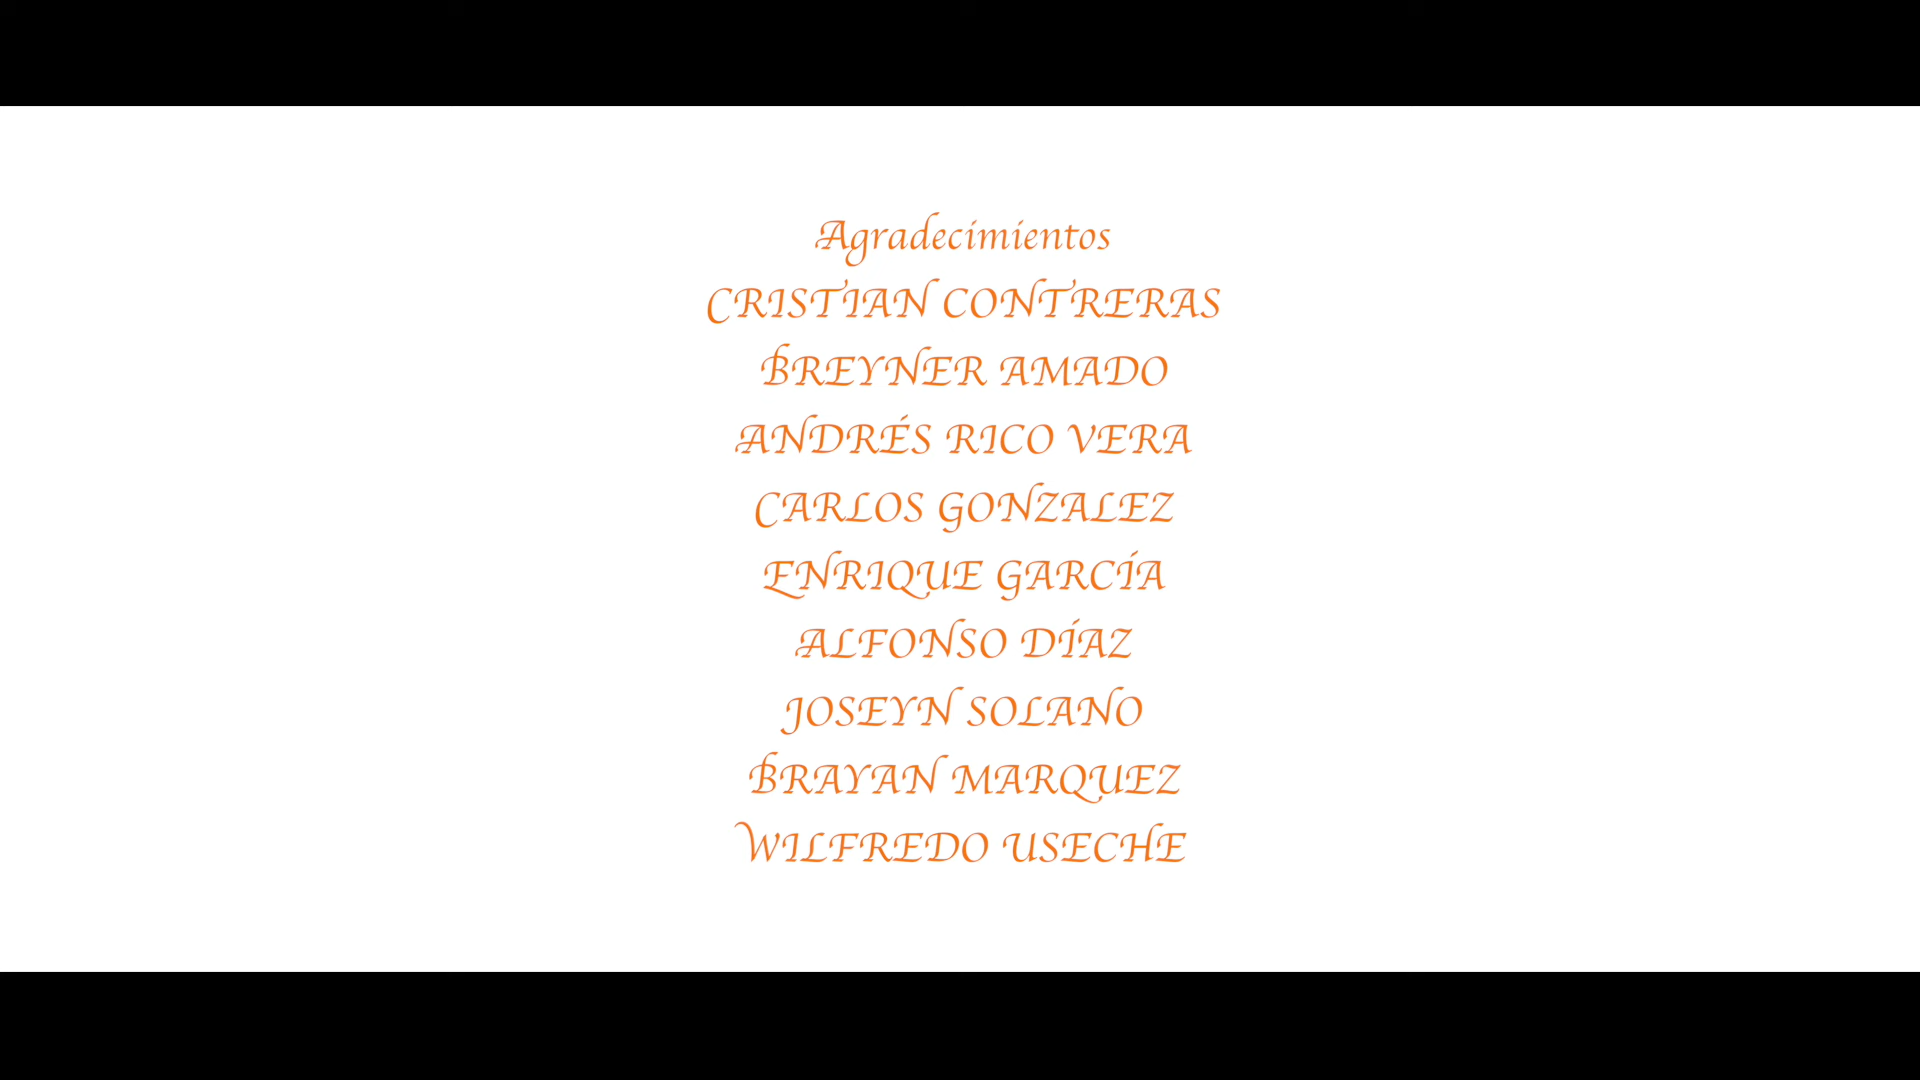 Agradecimientos
CRISTIAN CONTRERAS
BREYNER AMADO
ANDRÉS RICO VERA
CARLOS GONZALEZ
ENRIQUE GARCÍA
ALFONSO DÍAZ
JOSEYN SOLANO
BRAYAN MARQUEZ
WILFREDO USECHE